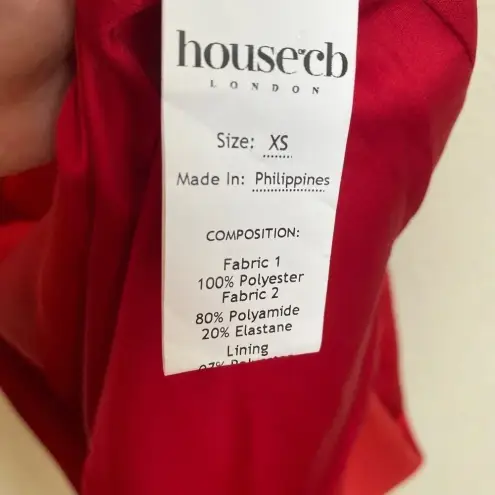 house of cb
LONDON
Size: XS
Made In: Philippines
COMPOSITION:
Fabric 1
100% Polyester
Fabric 2
80% Polyamide
20% Elastane
Lining